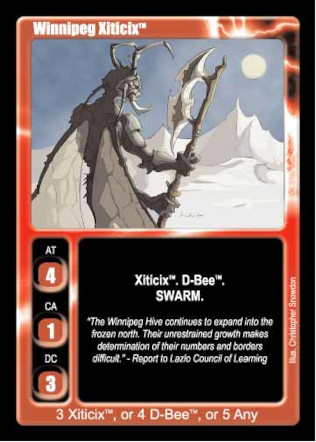 Winnipeg Xiticix™
AT
4
CA
1
DC
3
Xiticix™. D-Bee™.
SWARM.
"The Winnipeg Hive continues to expand into the
frozen north. Their unrestrained growth makes
determination of their numbers and borders
difficult." - Report to Lazlo Council of Learning
Illus. Christopher Snowdon
3 Xiticix™, or 4 D-Bee™, or 5 Any